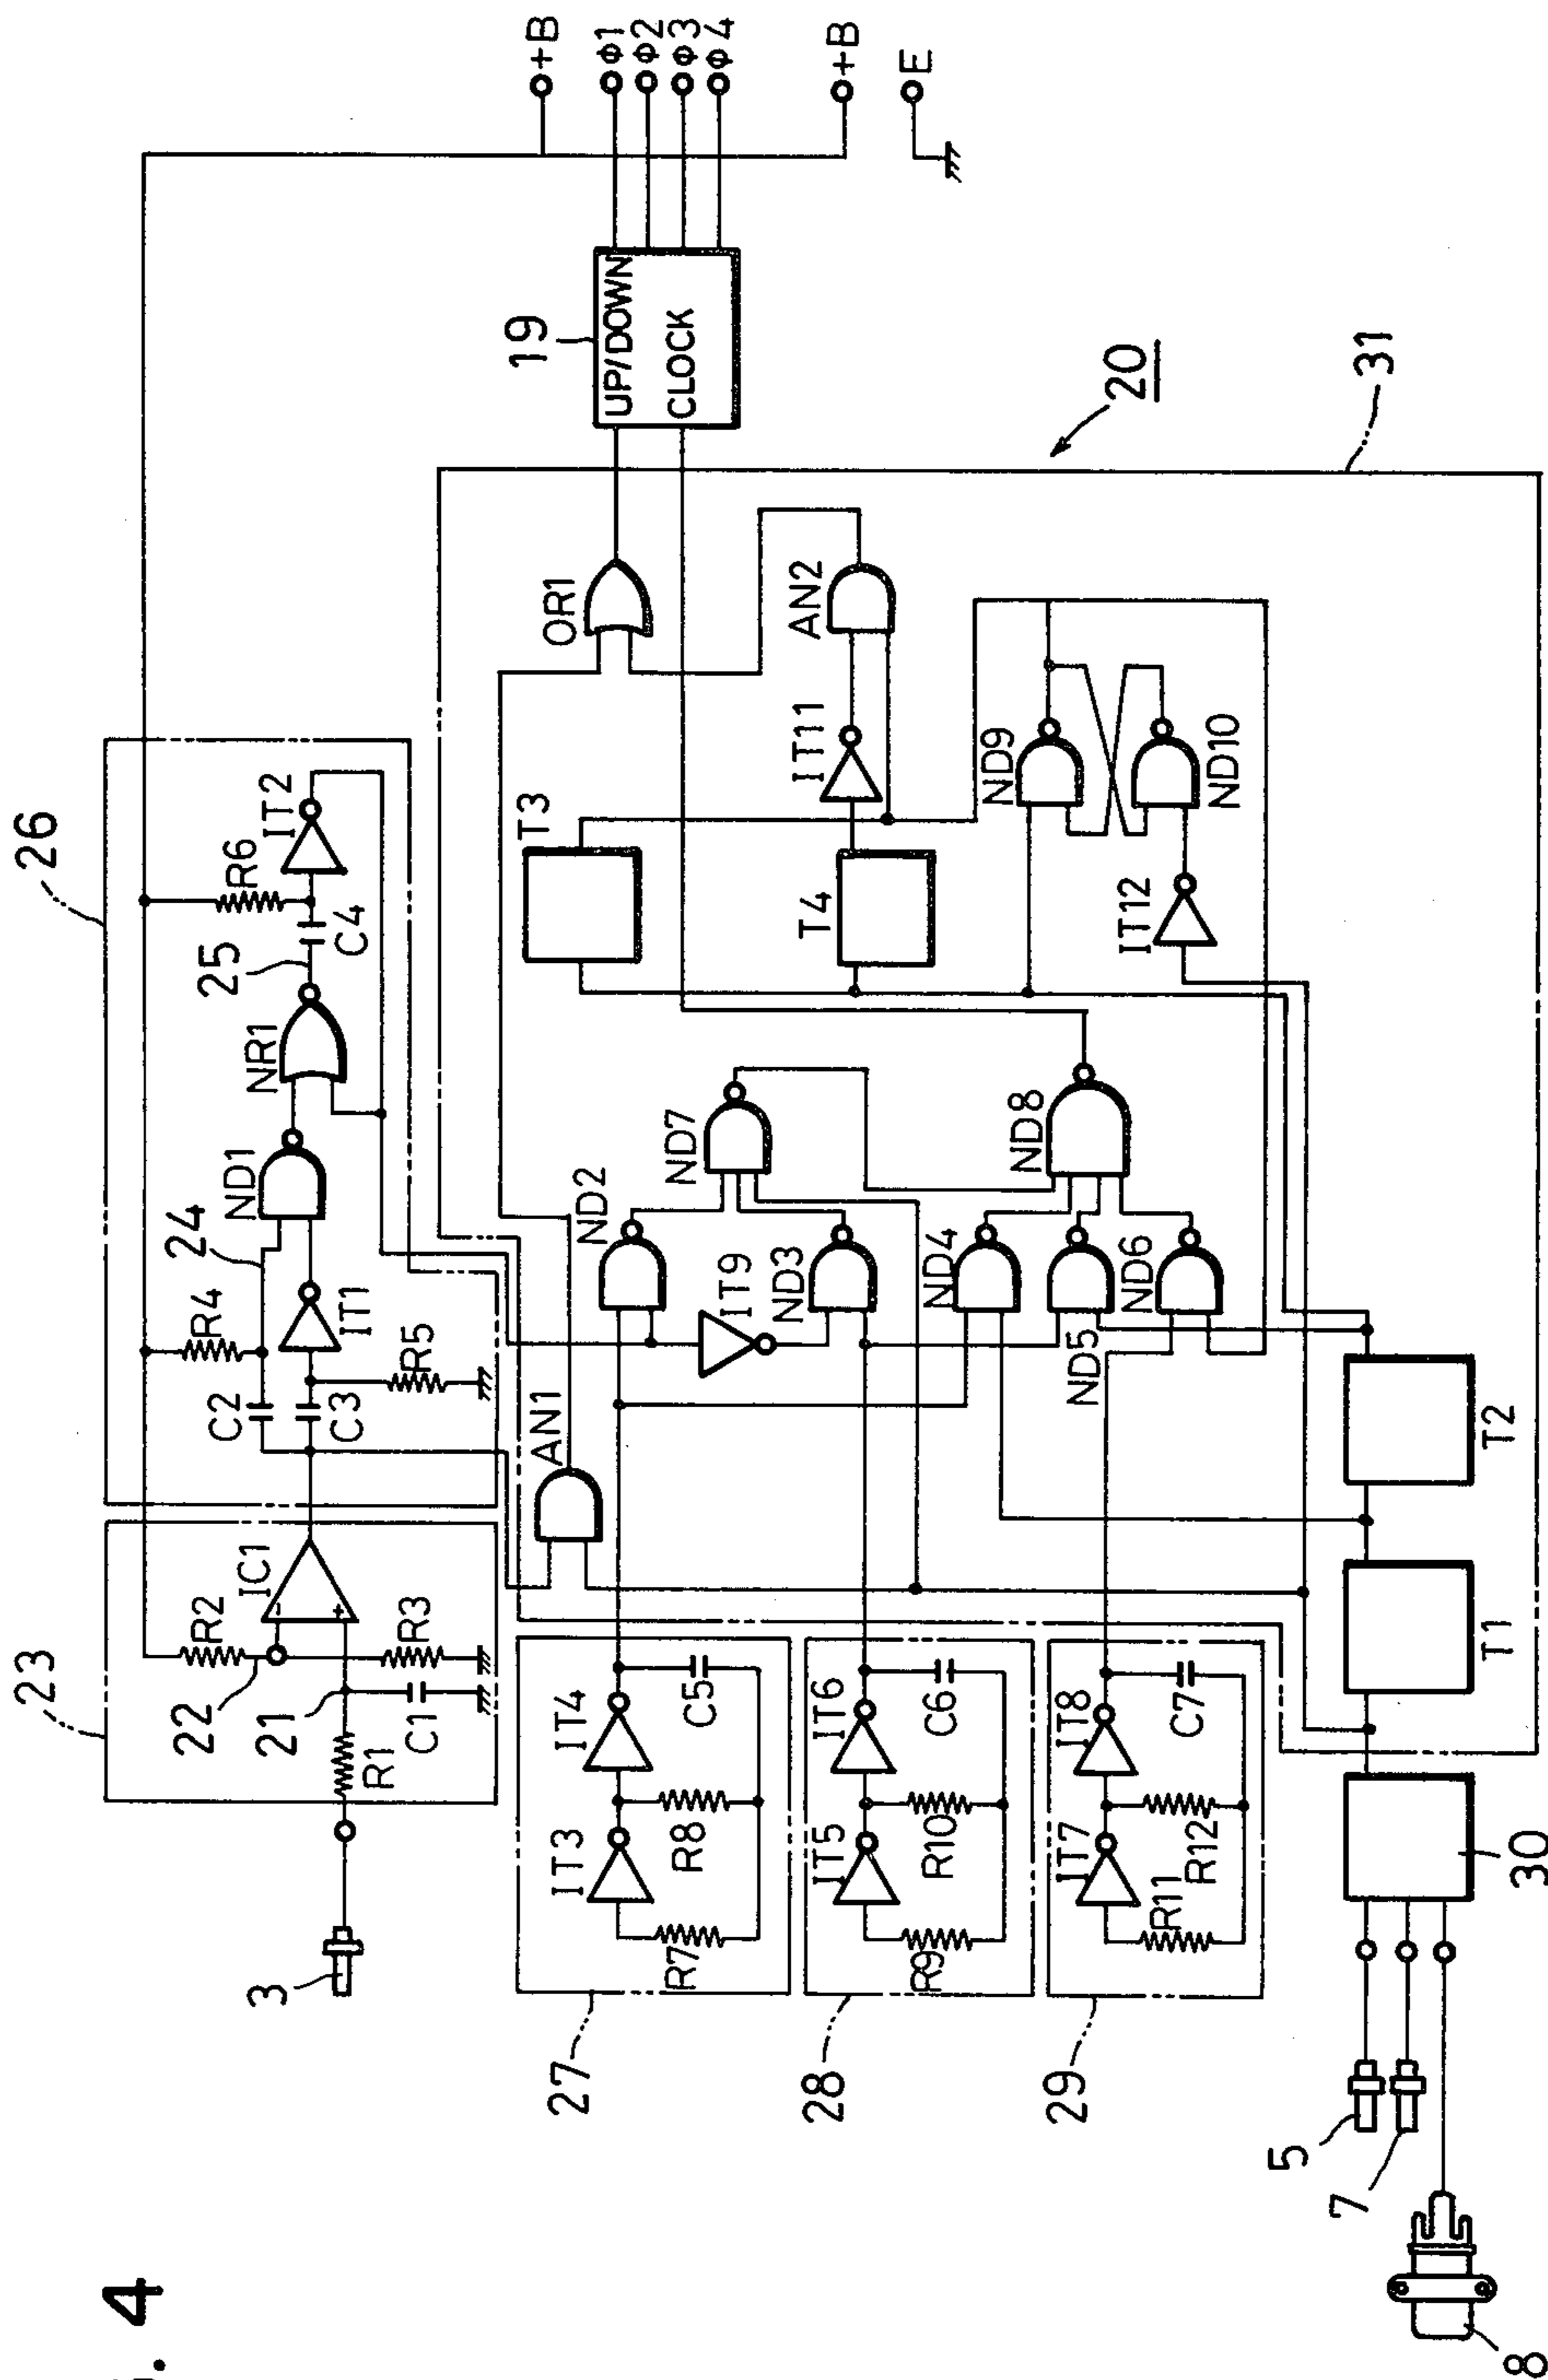 . 4
23
26
3
R1
21
22
R2
C1
R3
IC1
C2
C3
R4
24
IT1
R5
ND1
NR1
25
C4
R6
IT2
+B
φ1
φ2
φ3
φ4
+B
E
19
UP/DOWN
CLOCK
27
IT3
R7
R8
IT4
C5
28
IT5
R9
R10
IT6
C6
29
IT7
R11
R12
IT8
C7
AN1
ND2
IT9
ND3
ND4
ND5
ND6
ND7
ND8
T3
T4
IT11
AN2
OR1
IT12
ND9
ND10
20
31
5
7
8
30
T1
T2